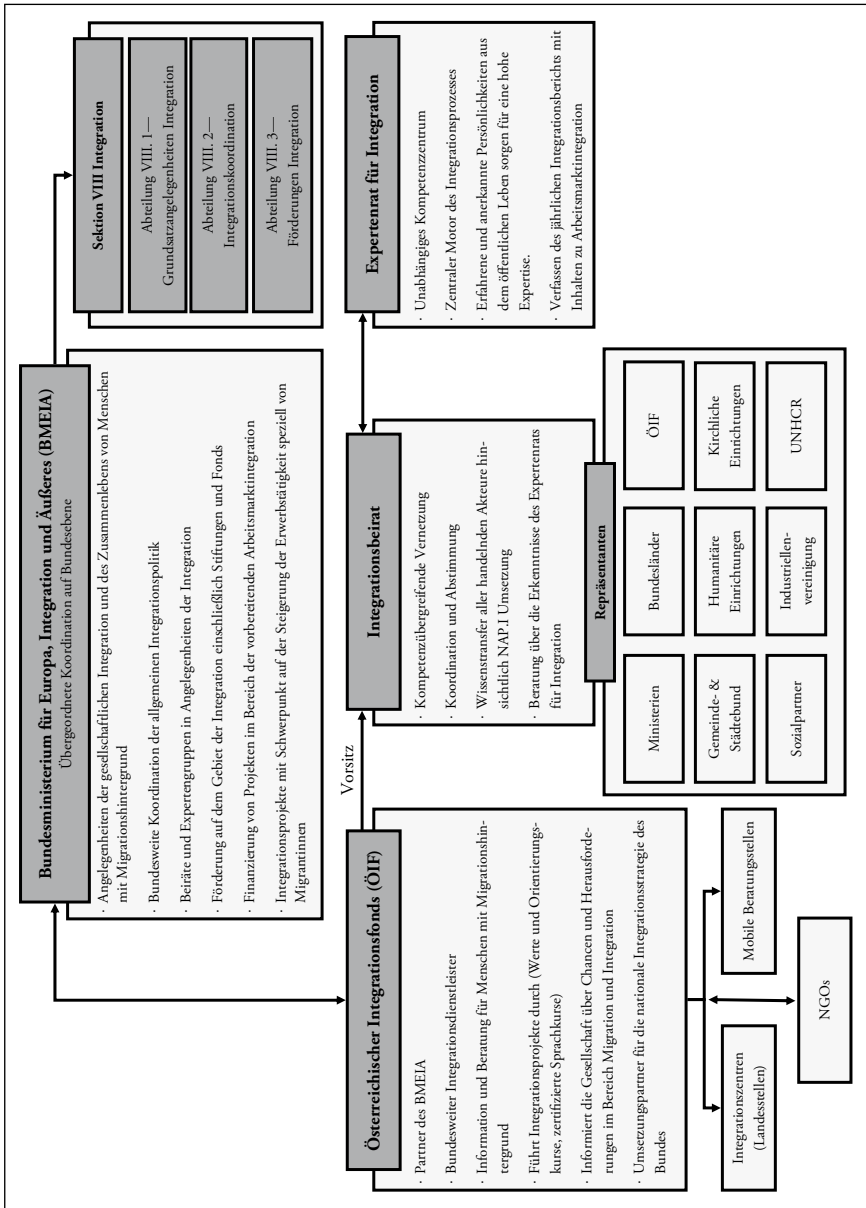 Bundesministerium für Europa, Integration und Äußeres (BMEIA)
Übergeordnete Koordination auf Bundesebene
· Angelegenheiten der gesellschaftlichen Integration und des Zusammenlebens von Menschen
mit Migrationshintergrund
· Bundesweite Koordination der allgemeinen Integrationspolitik
· Beiräte und Expertengruppen in Angelegenheiten der Integration
· Förderung auf dem Gebiet der Integration einschließlich Stiftungen und Fonds
· Finanzierung von Projekten im Bereich der vorbereitenden Arbeitsmarktintegration
· Integrationsprojekte mit Schwerpunkt auf der Steigerung der Erwerbstätigkeit speziell von
Migrantinnen
Sektion VIII Integration
Abteilung VIII. 1—
Grundsatzangelegenheiten Integration
Abteilung VIII. 2—
Integrationskoordination
Abteilung VIII. 3—
Förderungen Integration
Österreichischer Integrationsfonds (ÖIF)
· Partner des BMEIA
· Bundesweiter Integrationsdienstleister
· Information und Beratung für Menschen mit Migrationshin-
tergrund
· Führt Integrationsprojekte durch (Werte und Orientierungs-
kurse, zertifizierte Sprachkurse)
· Informiert die Gesellschaft über Chancen und Herausforde-
rungen im Bereich Migration und Integration
· Umsetzungspartner für die nationale Integrationsstrategie des
Bundes
Vorsitz
Integrationsbeirat
· Kompetenzübergreifende Vernetzung
· Koordination und Abstimmung
· Wissenstransfer aller handelnden Akteure hin-
sichtlich NAP.I Umsetzung
· Beratung über die Erkenntnisse des Expertenrats
für Integration
Expertenrat für Integration
· Unabhängiges Kompetenzzentrum
· Zentraler Motor des Integrationsprozesses
· Erfahrene und anerkannte Persönlichkeiten aus
dem öffentlichen Leben sorgen für eine hohe
Expertise.
· Verfassen des jährlichen Integrationsberichts mit
Inhalten zu Arbeitsmarktintegration
Repräsentanten
Ministerien
Bundesländer
ÖIF
Gemeinde- &
Städtebund
Humanitäre
Einrichtungen
Kirchliche
Einrichtungen
Sozialpartner
Industriellen-
vereinigung
UNHCR
Integrationszentren
(Landesstellen)
Mobile Beratungsstellen
NGOs